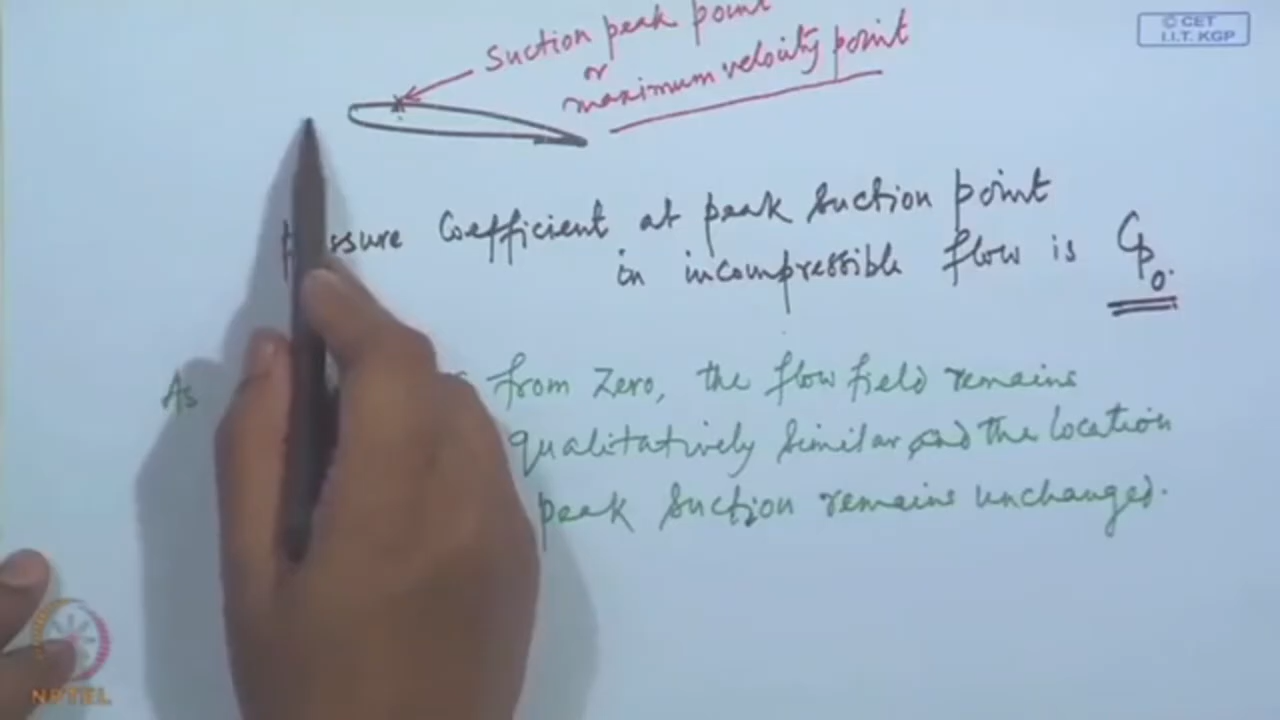 © CET
I.I.T. KGP
Suction peak point
or
maximum velocity point
ssure Coefficient at peak suction point
in incompressible flow is Cp₀.
As from zero, the flow field remains
qualitatively similar and the location
peak suction remains unchanged.
NPTEL